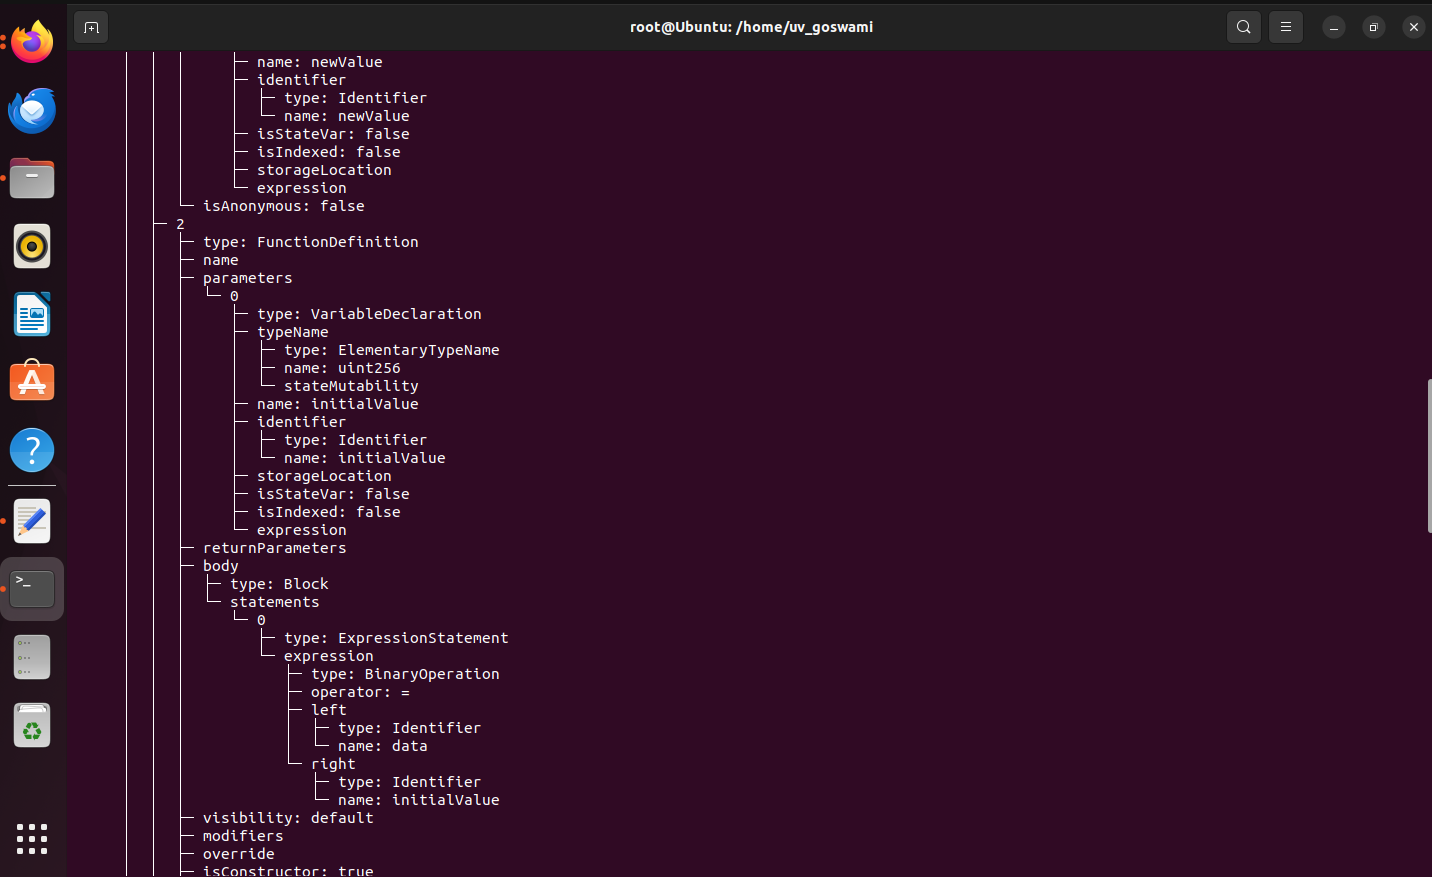 root@Ubuntu: /home/uv_goswami
name: newValue
identifier
type: Identifier
name: newValue
isStateVar: false
isIndexed: false
storageLocation
expression
isAnonymous: false
2
type: FunctionDefinition
name
parameters
0
type: VariableDeclaration
typeName
type: ElementaryTypeName
name: uint256
stateMutability
name: initialValue
identifier
type: Identifier
name: initialValue
storageLocation
isStateVar: false
isIndexed: false
expression
returnParameters
body
type: Block
statements
0
type: ExpressionStatement
expression
type: BinaryOperation
operator: =
left
type: Identifier
name: data
right
type: Identifier
name: initialValue
visibility: default
modifiers
override
isConstructor: true